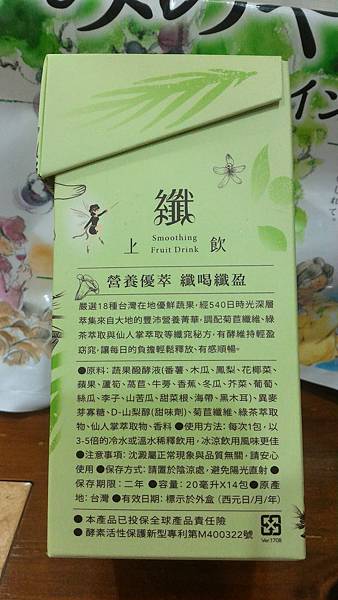 纖
上 Smoothing Fruit Drink 飲
營養優萃 纖喝纖盈
嚴選18種台灣在地優鮮蔬果,經540日時光深層
萃集來自大地的豐沛營養菁華,調配菊苣纖維、綠
茶萃取與仙人掌萃取等纖窕秘方,有酵維持輕盈
窈窕,讓每日的負擔輕鬆釋放、有感順暢。
●原料:蔬果醱酵液(番薯、木瓜、鳳梨、花椰菜、
蘋果、蘆筍、萵苣、牛蒡、香蕉、冬瓜、芥菜、葡萄、
絲瓜、李子、山苦瓜、甜菜根、海帶、黑木耳)、異麥
芽寡糖、D-山梨醇(甜味劑)、菊苣纖維、綠茶萃取
物、仙人掌萃取物、香料 ●使用方法:每次1包,以
3-5倍的冷水或溫水稀釋飲用,冰涼飲用風味更佳
●注意事項:沈澱屬正常現象與品質無關,請安心
使用 ●保存方式:請置於陰涼處,避免陽光直射 ●
保存期限:二年 ●容量:20毫升X14包 ●原產
地:台灣 ●有效日期:標示於外盒 (西元日/月/年)
●本產品已投保全球產品責任險
●酵素活性保護新型專利第M400322號
Ver.1708